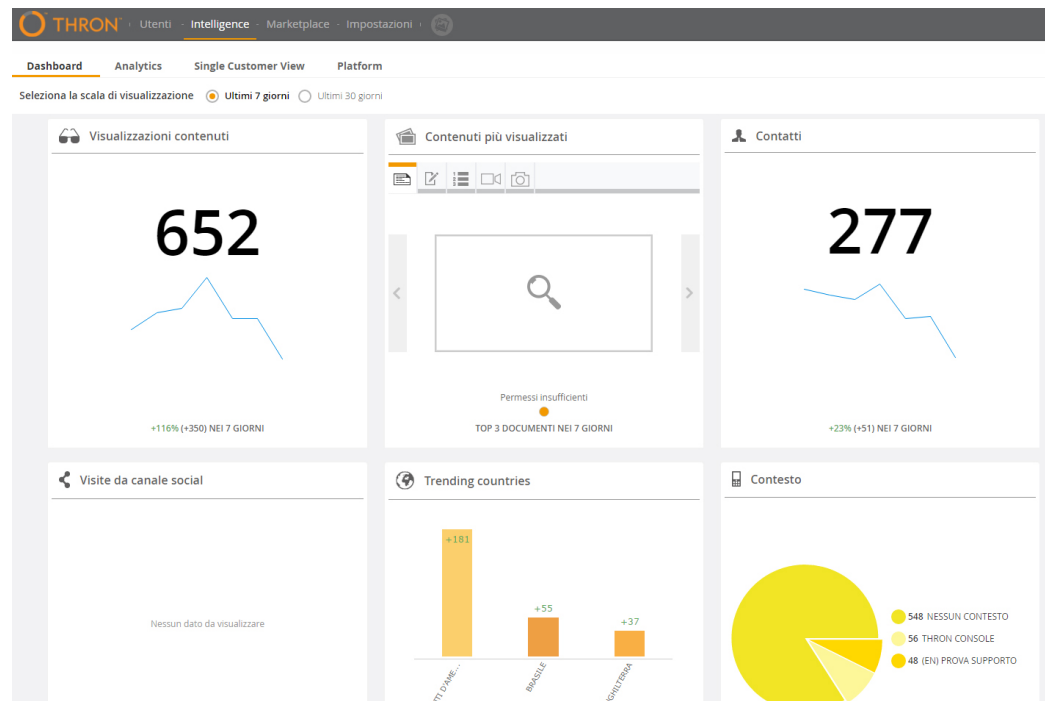 THRON Utenti Intelligence Marketplace Impostazioni
Dashboard Analytics Single Customer View Platform
Seleziona la scala di visualizzazione Ultimi 7 giorni Ultimi 30 giorni
Visualizzazioni contenuti
652
+116% (+350) NEI 7 GIORNI
Contenuti più visualizzati
Permessi insufficienti
TOP 3 DOCUMENTI NEI 7 GIORNI
Contatti
277
+23% (+51) NEI 7 GIORNI
Visite da canale social
Nessun dato da visualizzare
Trending countries
+181
+55
+37
TI D'AME...
BRASILE
GHILTERRA
Contesto
548 NESSUN CONTESTO
56 THRON CONSOLE
48 (EN) PROVA SUPPORTO